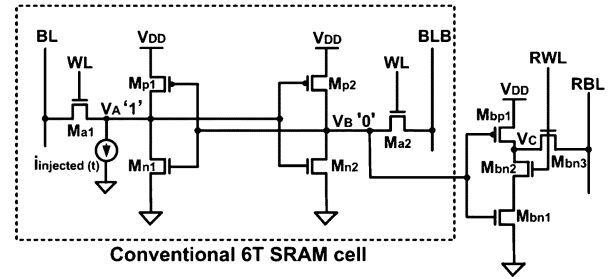 BL
WL
VDD
VDD
WL
BLB
RWL
RBL
Mp1
Mp2
VDD
Mbp1
VA '1'
VB '0'
Ma1
Ma2
VC
iinjected (t)
Mn1
Mn2
Mbn2
Mbn3
Mbn1
Conventional 6T SRAM cell